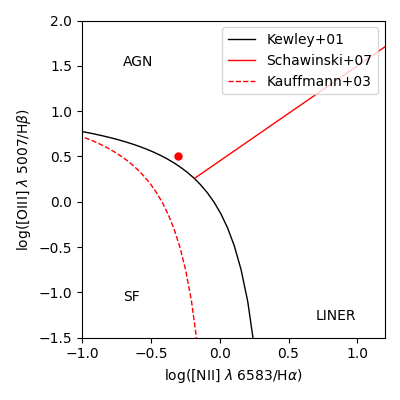 2.0
1.5
1.0
0.5
0.0
−0.5
−1.0
−1.5
log([OIII] λ 5007/Hβ)
AGN
Kewley+01
Schawinski+07
Kauffmann+03
SF
LINER
−1.0 −0.5 0.0 0.5 1.0
log([NII] λ 6583/Hα)